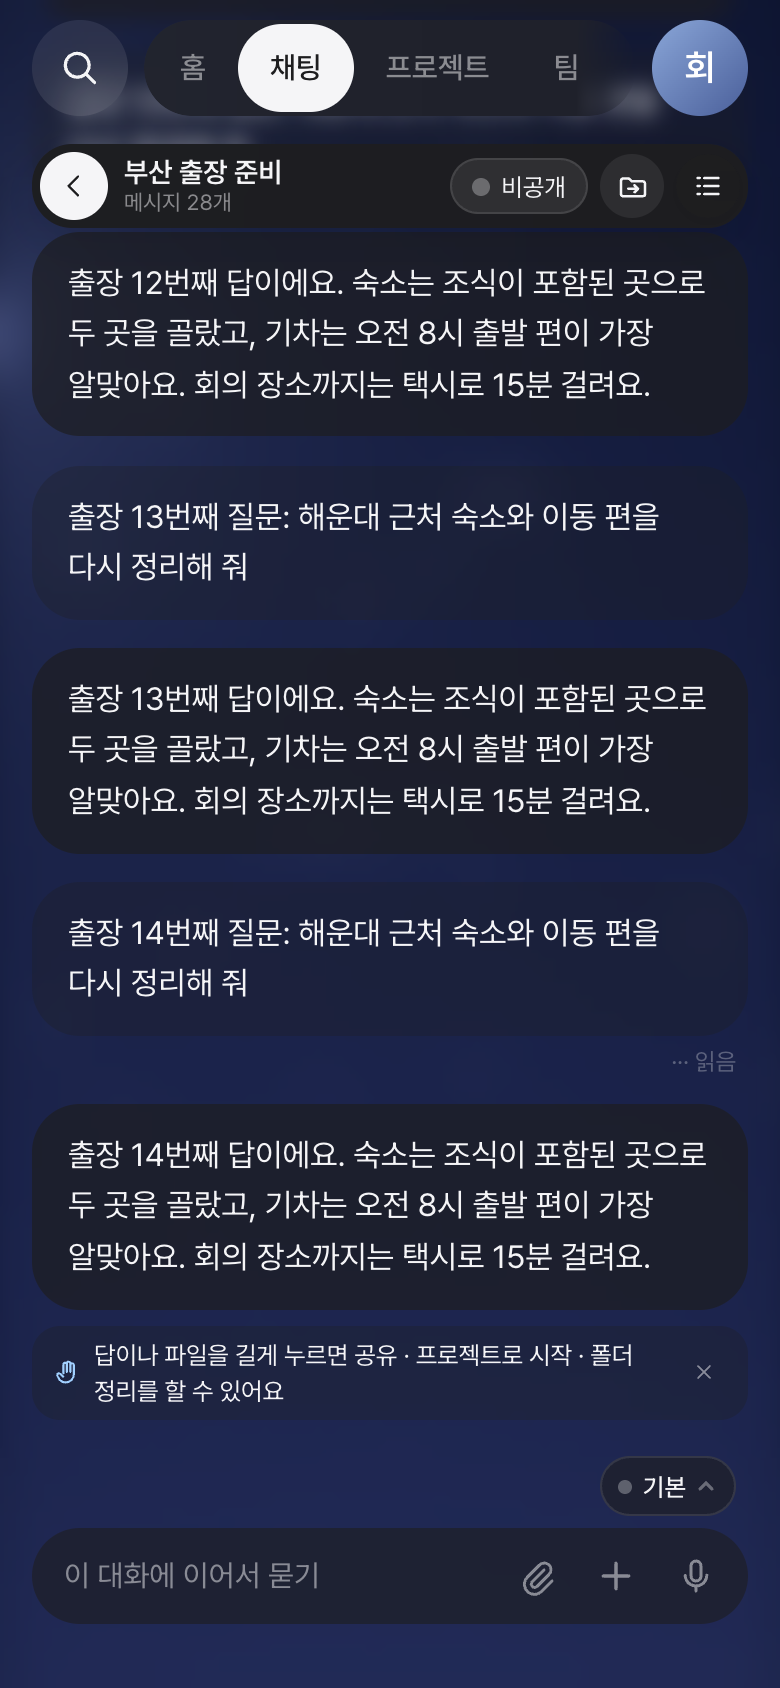 홈
채팅
프로젝트
팀
회
부산 출장 준비
메시지 28개
비공개
출장 12번째 답이에요. 숙소는 조식이 포함된 곳으로
두 곳을 골랐고, 기차는 오전 8시 출발 편이 가장
알맞아요. 회의 장소까지는 택시로 15분 걸려요.
출장 13번째 질문: 해운대 근처 숙소와 이동 편을
다시 정리해 줘
출장 13번째 답이에요. 숙소는 조식이 포함된 곳으로
두 곳을 골랐고, 기차는 오전 8시 출발 편이 가장
알맞아요. 회의 장소까지는 택시로 15분 걸려요.
출장 14번째 질문: 해운대 근처 숙소와 이동 편을
다시 정리해 줘
··· 읽음
출장 14번째 답이에요. 숙소는 조식이 포함된 곳으로
두 곳을 골랐고, 기차는 오전 8시 출발 편이 가장
알맞아요. 회의 장소까지는 택시로 15분 걸려요.
답이나 파일을 길게 누르면 공유 · 프로젝트로 시작 · 폴더
정리를 할 수 있어요
기본
이 대화에 이어서 묻기